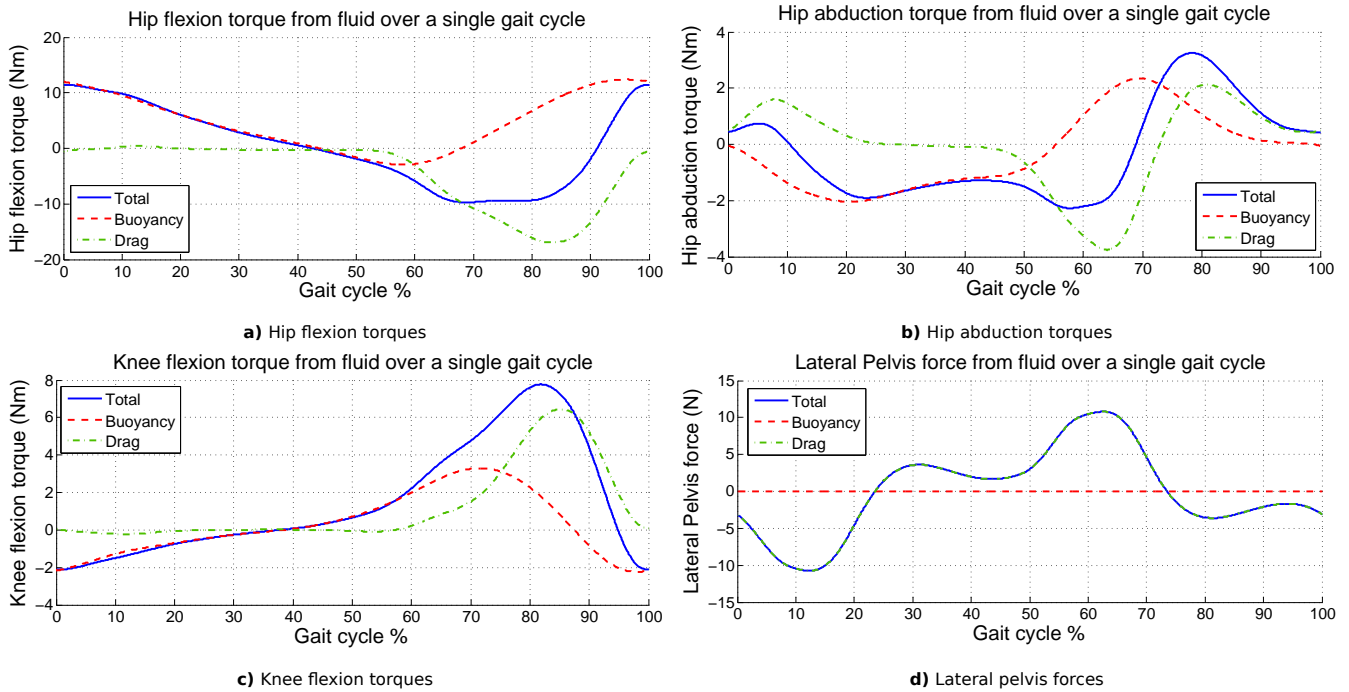 Hip flexion torque from fluid over a single gait cycle
Hip flexion torque (Nm)
20
10
0
−10
−20
Total
Buoyancy
Drag
0 10 20 30 40 50 60 70 80 90 100
Gait cycle %
a) Hip flexion torques
Hip abduction torque from fluid over a single gait cycle
Hip abduction torque (Nm)
4
2
0
−2
−4
Total
Buoyancy
Drag
0 10 20 30 40 50 60 70 80 90 100
Gait cycle %
b) Hip abduction torques
Knee flexion torque from fluid over a single gait cycle
Knee flexion torque (Nm)
8
6
4
2
0
−2
−4
Total
Buoyancy
Drag
0 10 20 30 40 50 60 70 80 90 100
Gait cycle %
c) Knee flexion torques
Lateral Pelvis force from fluid over a single gait cycle
Lateral Pelvis force (N)
15
10
5
0
−5
−10
−15
Total
Buoyancy
Drag
0 10 20 30 40 50 60 70 80 90 100
Gait cycle %
d) Lateral pelvis forces